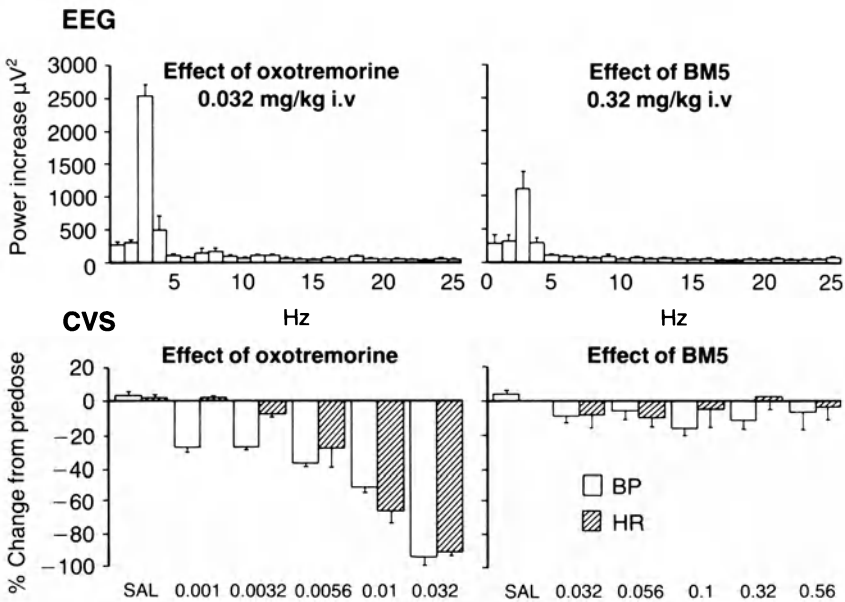 EEG
Effect of oxotremorine
0.032 mg/kg i.v
Effect of BM5
0.32 mg/kg i.v
Power increase μV²
3000
2500
2000
1500
1000
500
0
5 10 15 20 25
Hz
0 5 10 15 20 25
Hz
CVS
Effect of oxotremorine
Effect of BM5
% Change from predose
20
0
−20
−40
−60
−80
−100
BP
HR
SAL 0.001 0.0032 0.0056 0.01 0.032
SAL 0.032 0.056 0.1 0.32 0.56